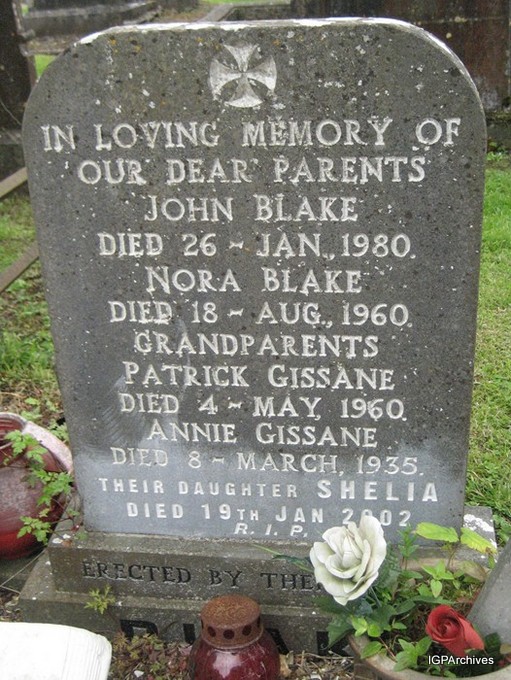 IN LOVING MEMORY OF
OUR DEAR PARENTS
JOHN BLAKE
DIED 26 - JAN., 1980.
NORA BLAKE
DIED 18 - AUG., 1960.
GRANDPARENTS
PATRICK GISSANE
DIED 4 - MAY, 1960.
ANNIE GISSANE
DIED 8 - MARCH, 1935.
THEIR DAUGHTER SHELIA
DIED 19TH JAN 2002
R.I.P.
ERECTED BY
IGPArchives